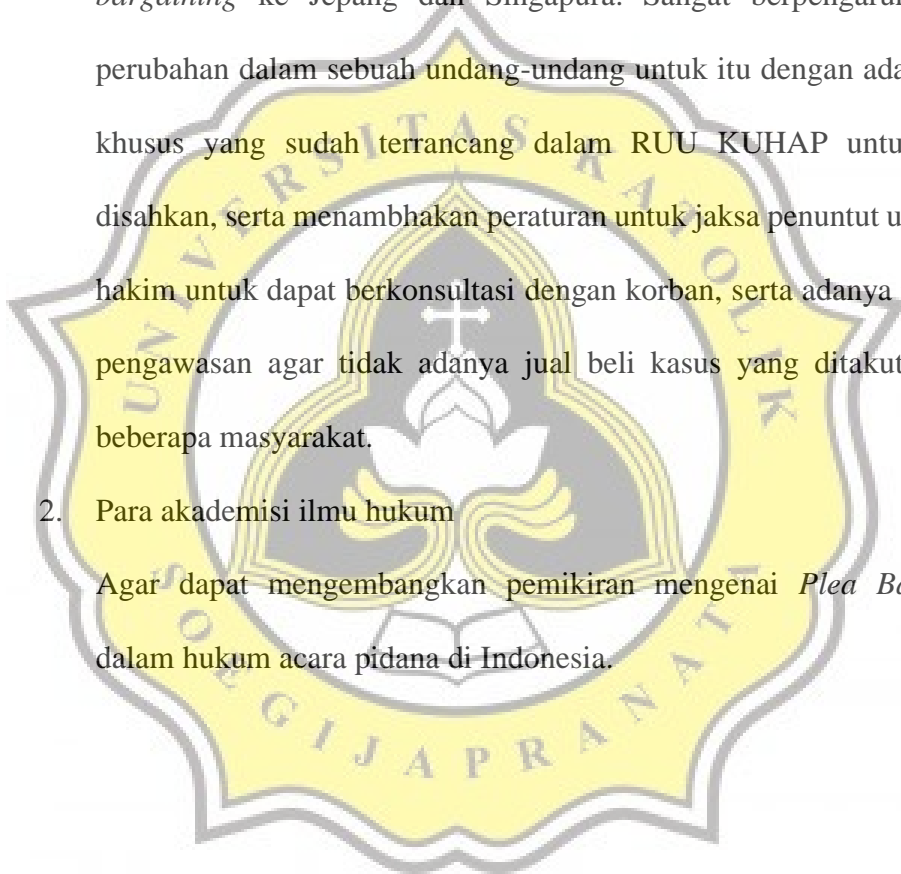 bargaining ke Jepang dan Singapura. Sangat berpengaruh
perubahan dalam sebuah undang-undang untuk itu dengan ada
khusus yang sudah terrancang dalam RUU KUHAP untu
disahkan, serta menambhakan peraturan untuk jaksa penuntut u
hakim untuk dapat berkonsultasi dengan korban, serta adanya
pengawasan agar tidak adanya jual beli kasus yang ditakut
beberapa masyarakat.
2. Para akademisi ilmu hukum
Agar dapat mengembangkan pemikiran mengenai Plea Ba
dalam hukum acara pidana di Indonesia.
UNIVERSITAS KATOLIK
SOEGIJAPRANATA